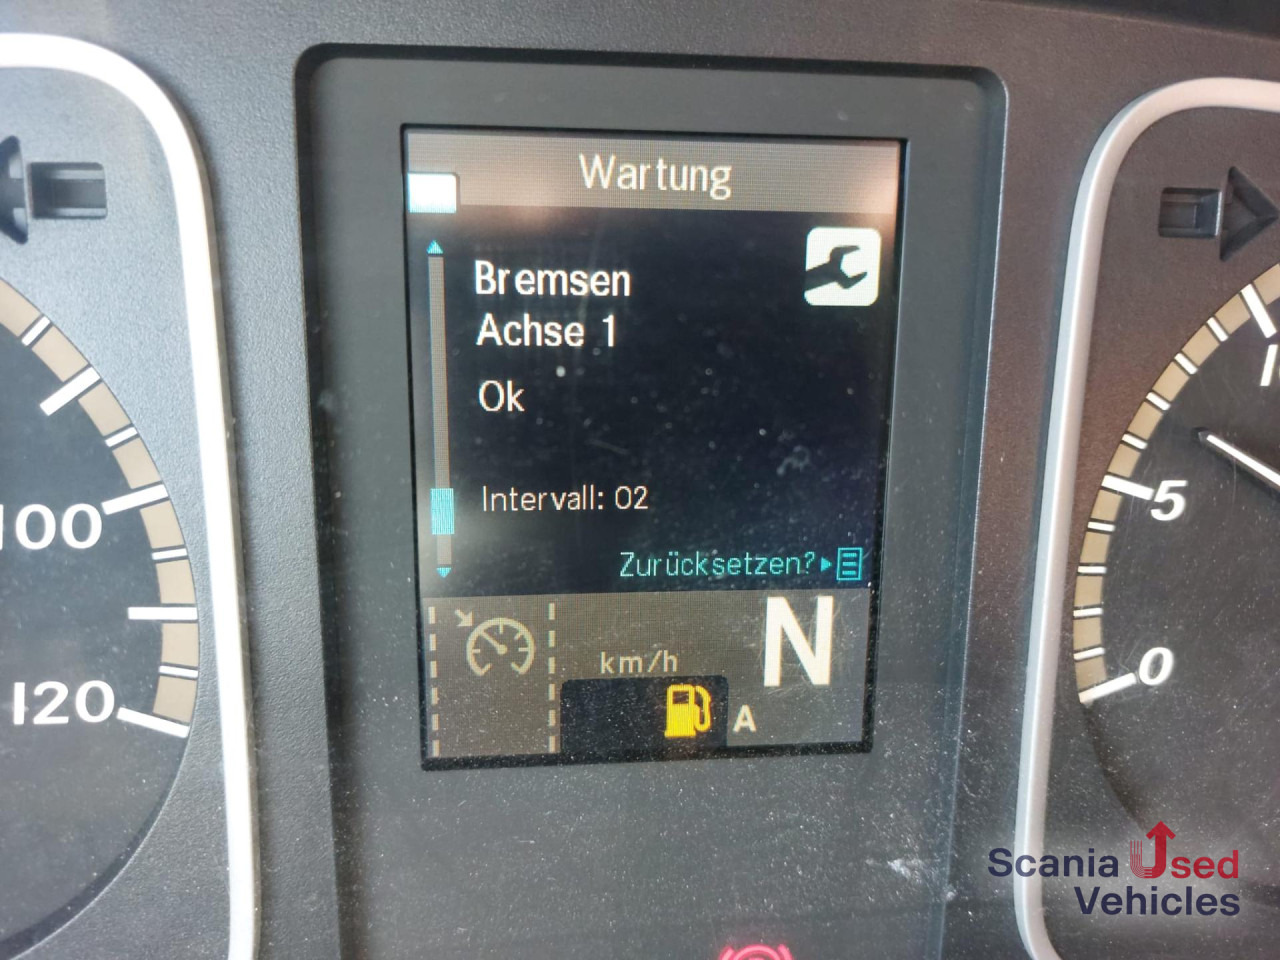 Wartung
Bremsen
Achse 1
Ok
Intervall: 02
Zurücksetzen?
km/h
N
A
100
120
5
0
Scania Used
Vehicles